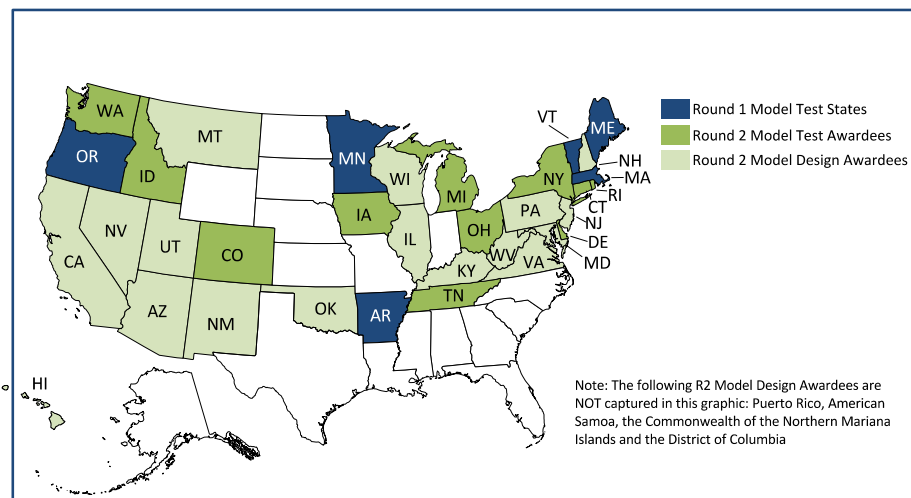 Round 1 Model Test States
Round 2 Model Test Awardees
Round 2 Model Design Awardees
WA
MT
OR
ID
MN
WI
MI
NY
VT
ME
NH
MA
RI
CT
NJ
DE
MD
PA
IA
IL
OH
WV
VA
KY
TN
NV
UT
CO
CA
AZ
NM
OK
AR
HI
Note: The following R2 Model Design Awardees are
NOT captured in this graphic: Puerto Rico, American
Samoa, the Commonwealth of the Northern Mariana
Islands and the District of Columbia